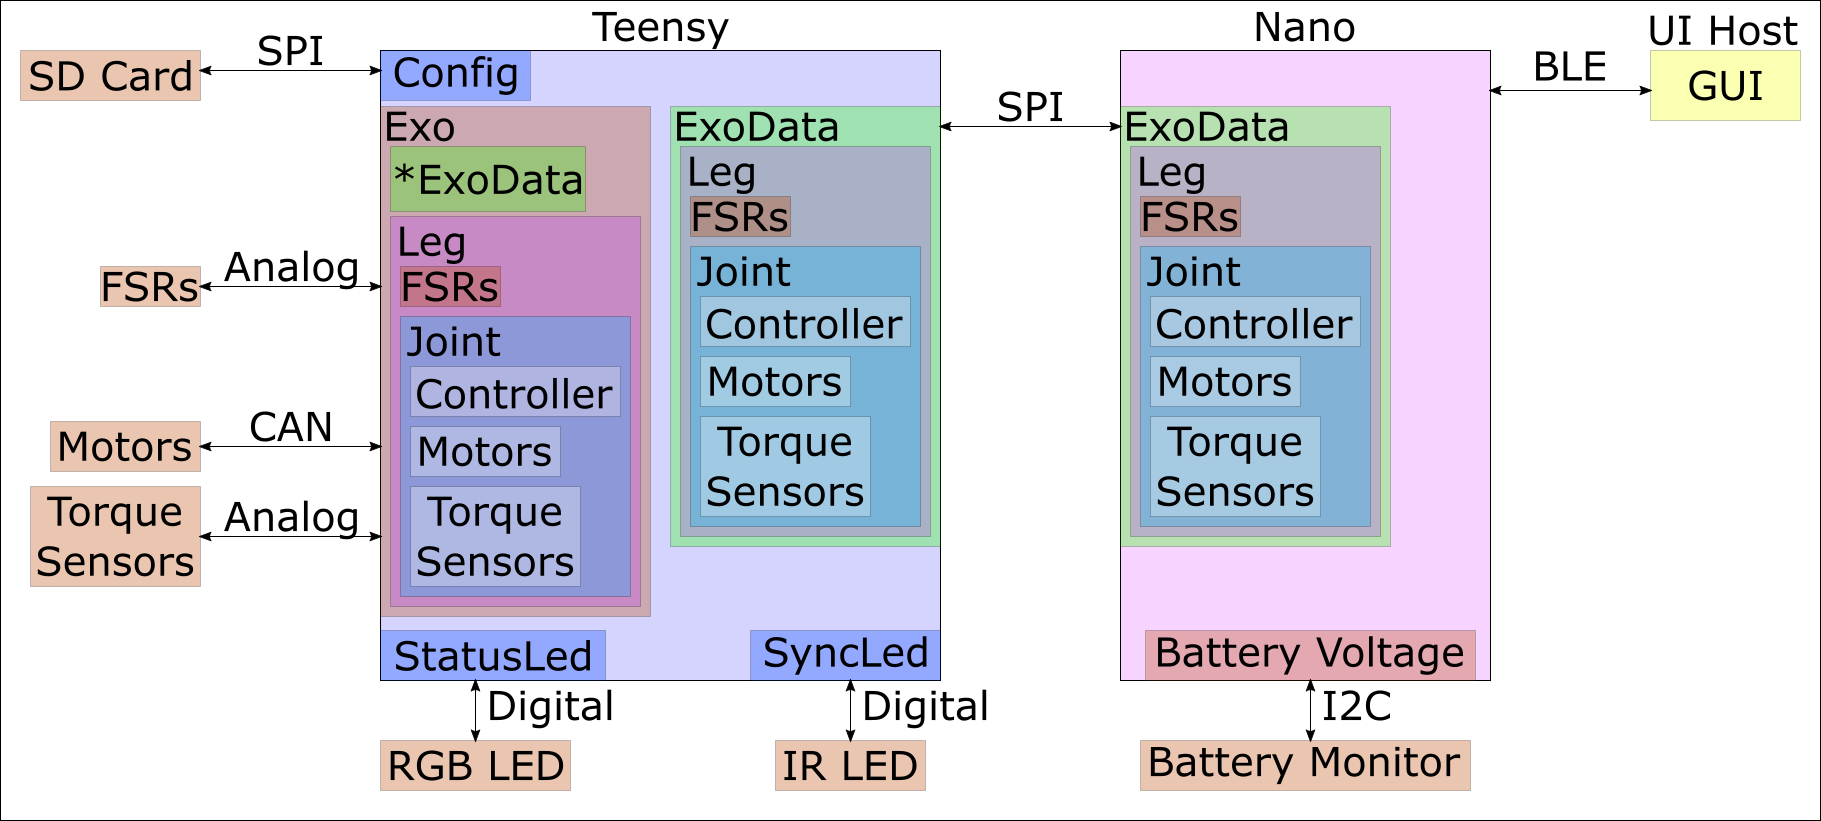 Teensy
Nano
UI Host
SD Card
SPI
Config
BLE
GUI
Exo
*ExoData
Leg
FSRs
Joint
Controller
Motors
Torque
Sensors
ExoData
Leg
FSRs
Joint
Controller
Motors
Torque
Sensors
SPI
ExoData
Leg
FSRs
Joint
Controller
Motors
Torque
Sensors
FSRs
Analog
Motors
CAN
Torque
Sensors
Analog
StatusLed
SyncLed
Battery Voltage
Digital
Digital
I2C
RGB LED
IR LED
Battery Monitor